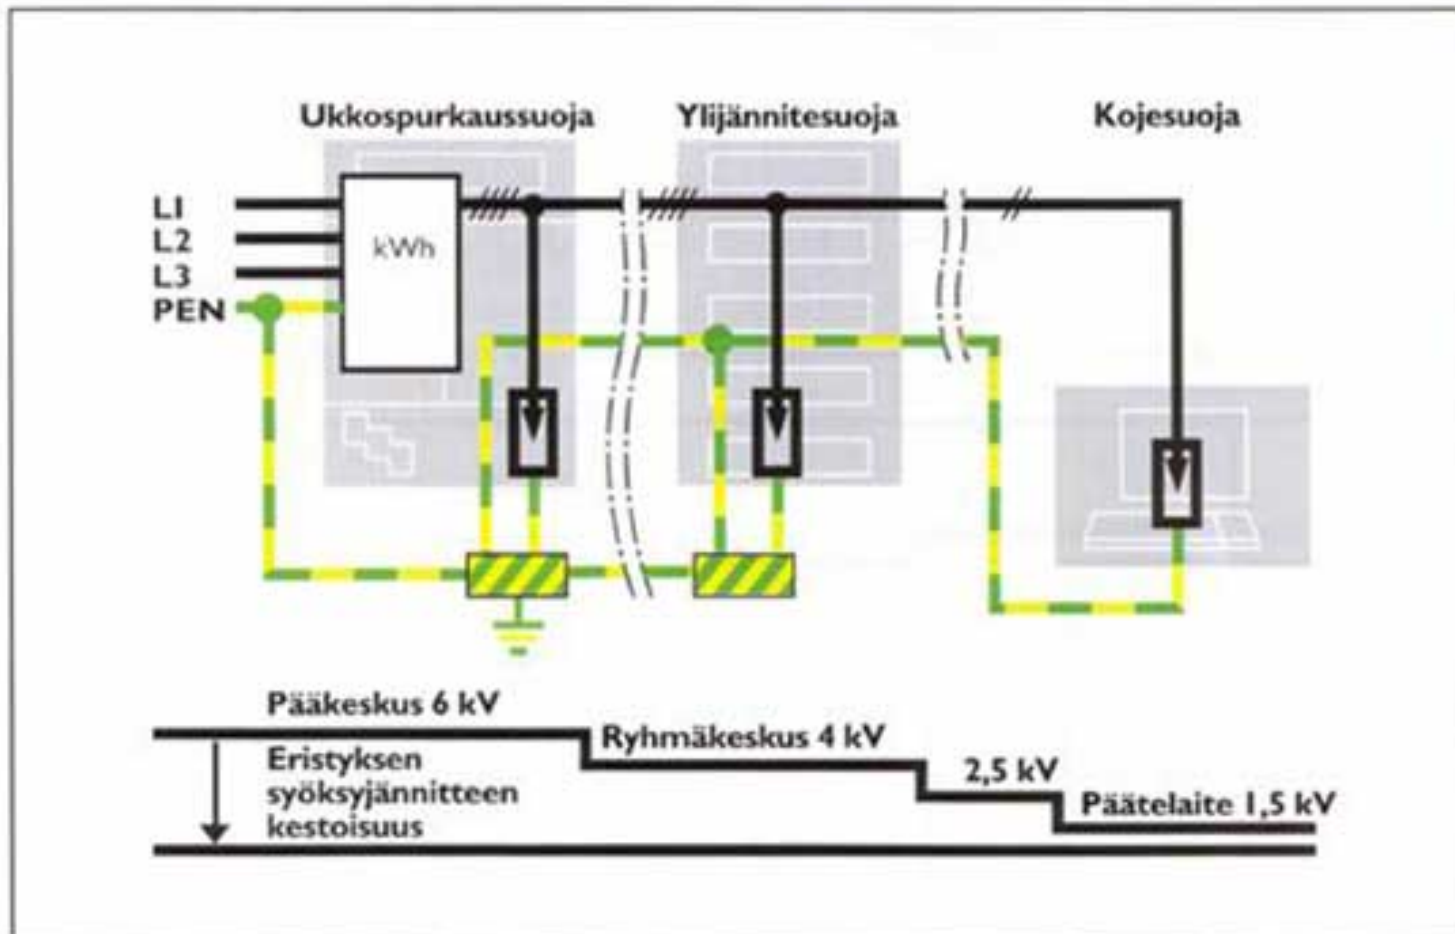 Ukkospurkaussuoja
Ylijännitesuoja
Kojesuoja
L1
L2
L3
PEN
kWh
Pääkeskus 6 kV
Ryhmäkeskus 4 kV
2,5 kV
Päätelaite 1,5 kV
Eristyksen
syöksyjännitteen
kestoisuus